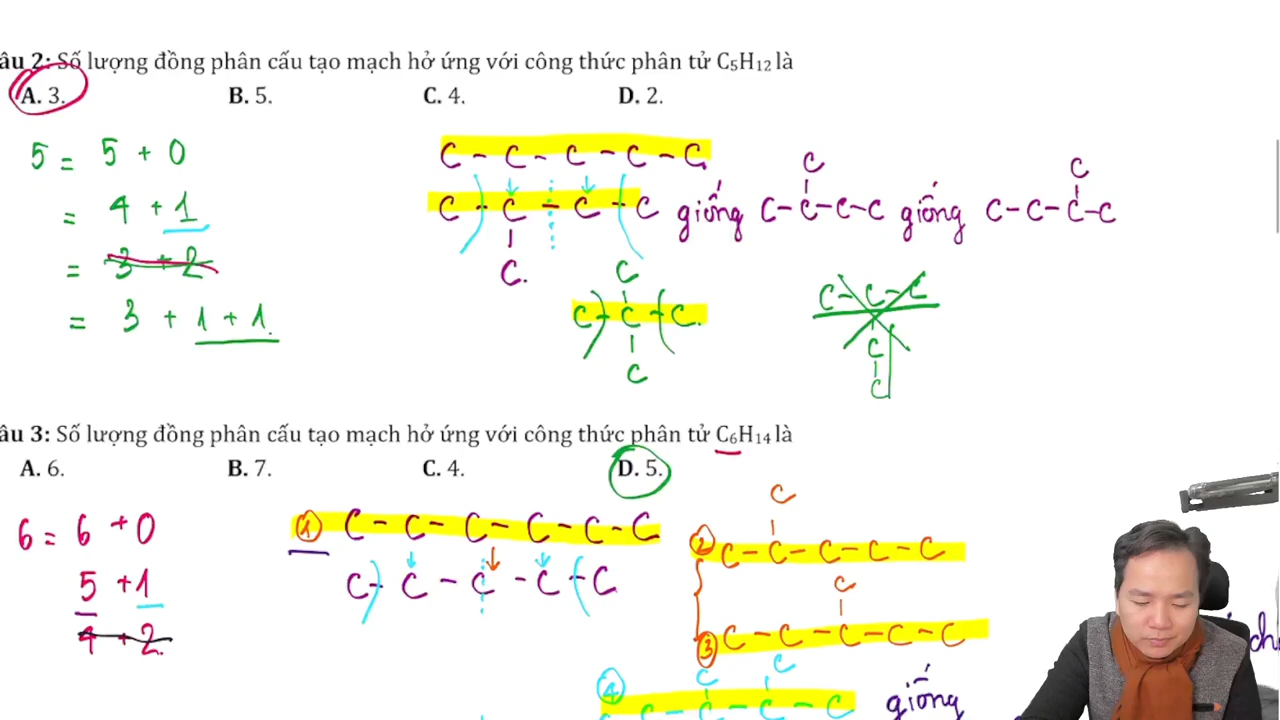 âu 2: Số lượng đồng phân cấu tạo mạch hở ứng với công thức phân tử C₅H₁₂ là
A. 3. B. 5. C. 4. D. 2.
5 = 5 + 0
= 4 + 1
= 3 + 2
= 3 + 1 + 1.
C - C - C - C - C
C - C - C - C
C.
giống
C
C - C - C - C
giống
C
C - C - C - C
C
C - C - C.
C
C - C - C
C
C
âu 3: Số lượng đồng phân cấu tạo mạch hở ứng với công thức phân tử C₆H₁₄ là
A. 6. B. 7. C. 4. D. 5.
6 = 6 + 0
5 + 1
4 + 2.
① C - C - C - C - C - C
C - C - C - C - C
C
② C - C - C - C - C
C
③ C - C - C - C - C
④ C C
C - C - C - C
giống